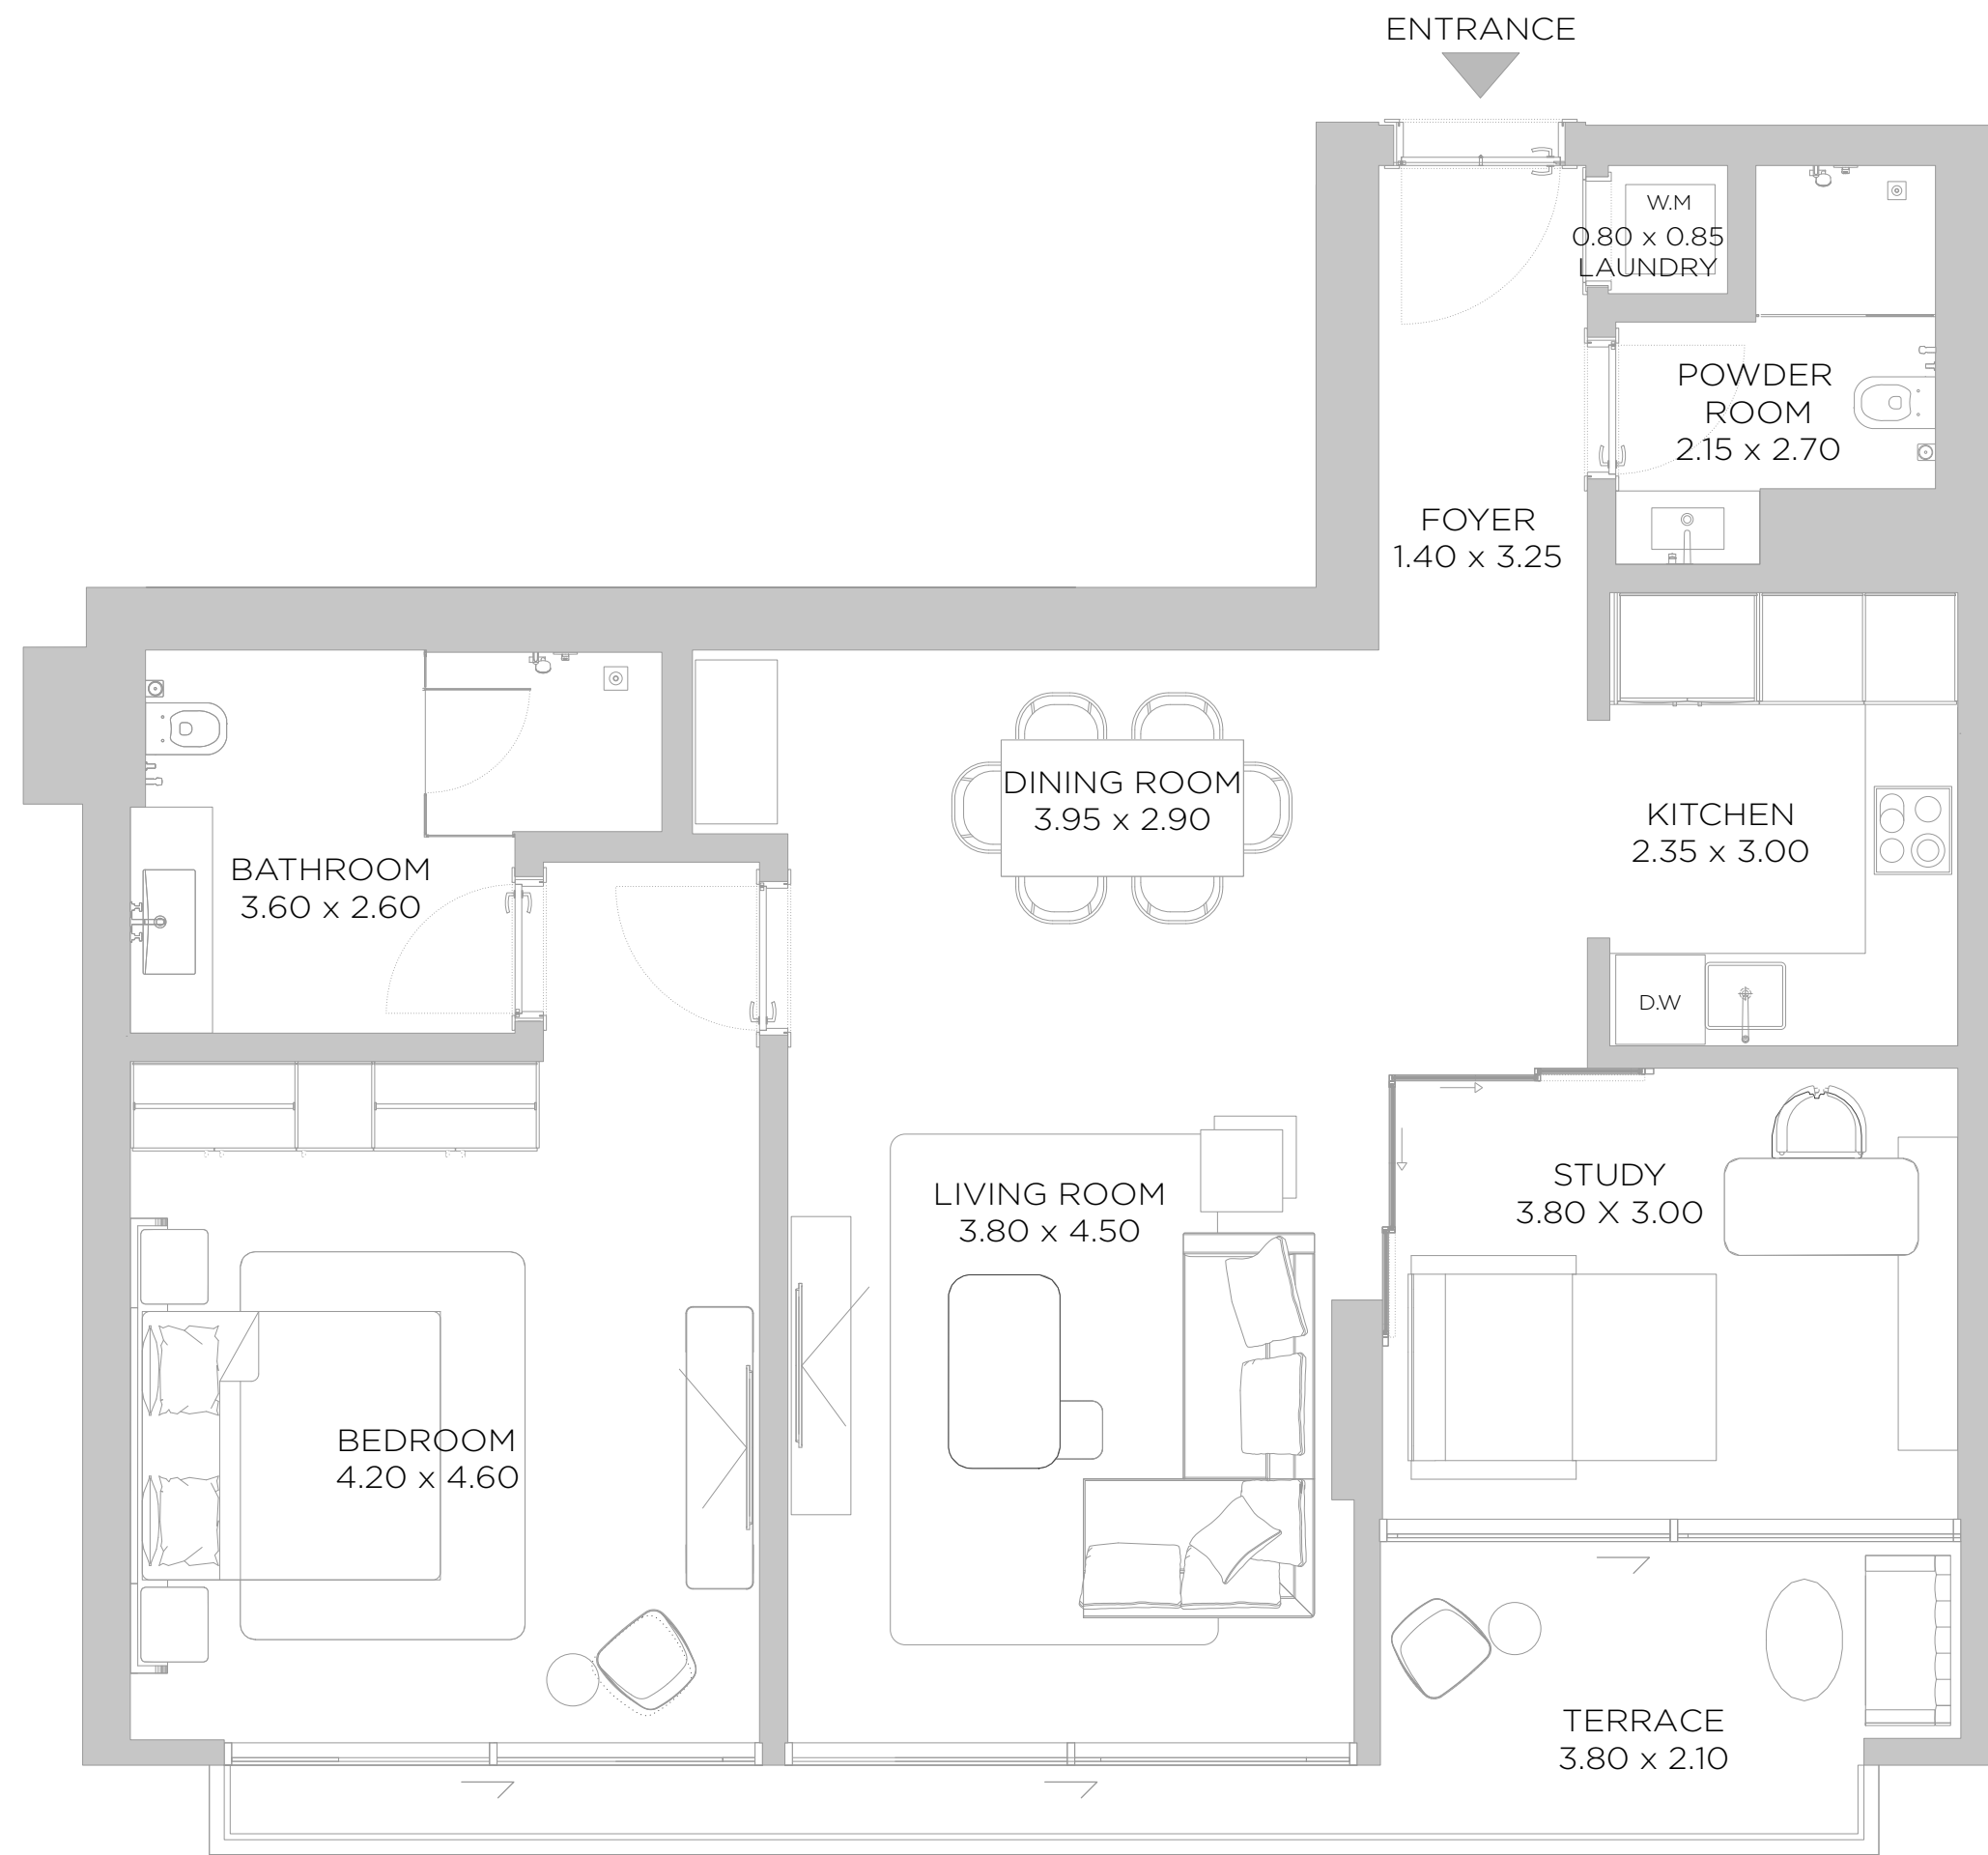 ENTRANCE
W.M
0.80 x 0.85
LAUNDRY
POWDER
ROOM
2.15 x 2.70
FOYER
1.40 x 3.25
DINING ROOM
3.95 x 2.90
KITCHEN
2.35 x 3.00
BATHROOM
3.60 x 2.60
D.W
LIVING ROOM
3.80 x 4.50
STUDY
3.80 X 3.00
BEDROOM
4.20 x 4.60
TERRACE
3.80 x 2.10